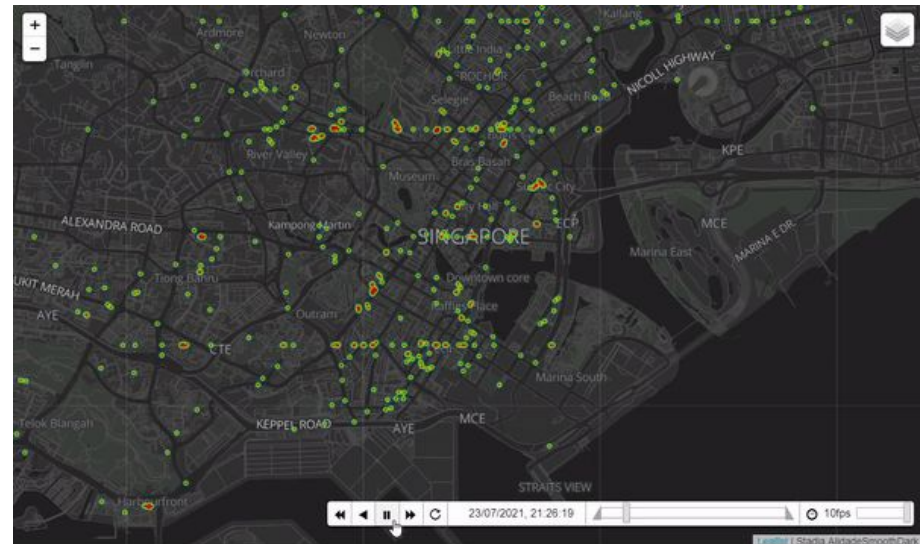 +
−
Ardmore
Newton
Kallang
Little India
Tanglin
Orchard
ROCHOR
NICOLL HIGHWAY
Selegie
Beach Road
River Valley
Bras Basah
KPE
Museum
City
City Hall
ALEXANDRA ROAD
Kampong Martin
SINGAPORE
ECP
MCE
MARINA E DR.
Marina East
Tiong Bahru
Downtown core
UKIT MERAH
Raffles Place
AYE
Outram
CTE
Marina South
Telok Blangah
KEPPEL ROAD
AYE
MCE
STRAITS VIEW
Harbourfront
23/07/2021, 21:26:19
10fps
Leaflet | Stadia AlidadeSmoothDark